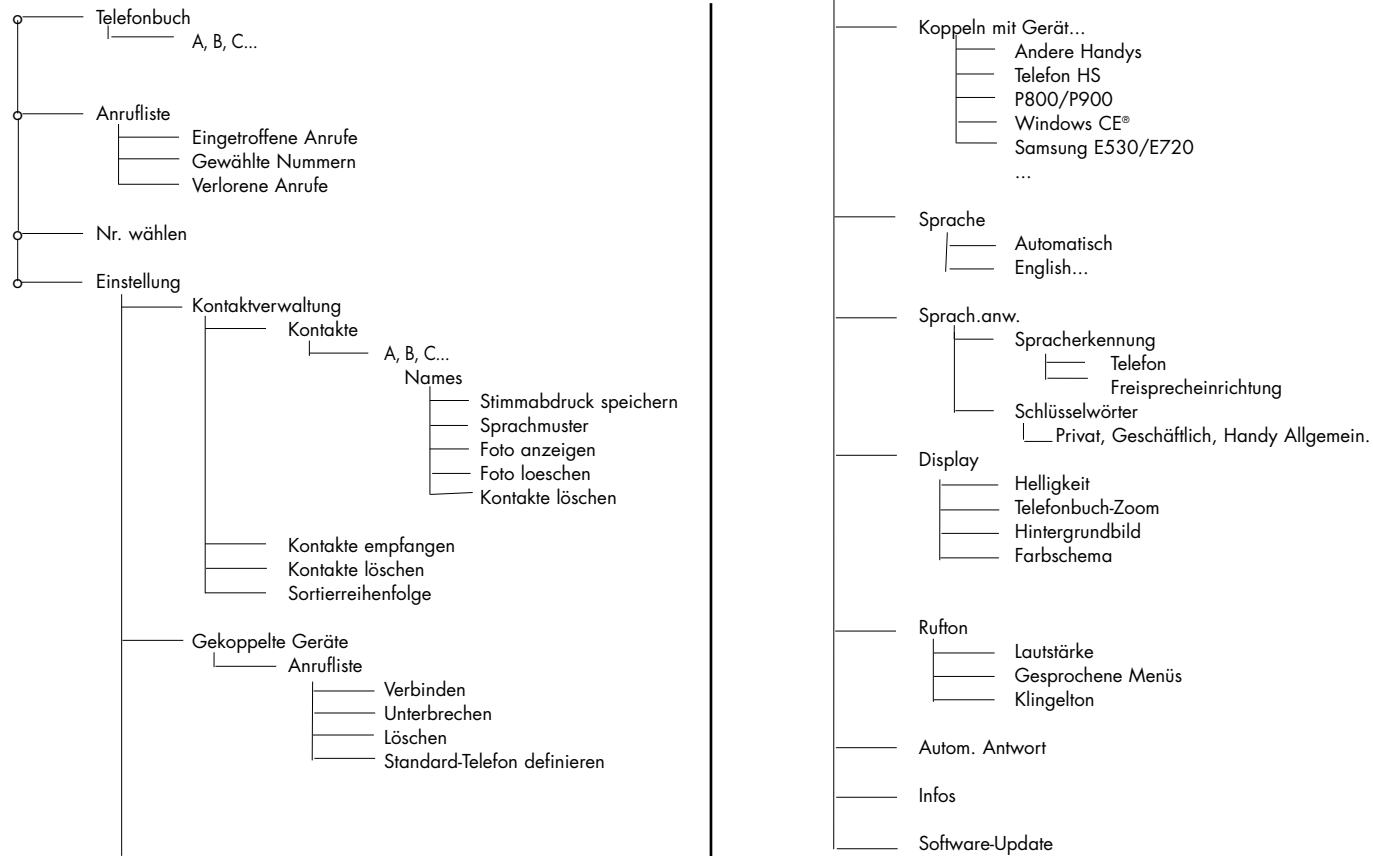 Telefonbuch
A, B, C...
Anrufliste
Eingetroffene Anrufe
Gewählte Nummern
Verlorene Anrufe
Nr. wählen
Einstellung
Kontaktverwaltung
Kontakte
A, B, C...
Names
Stimmabdruck speichern
Sprachmuster
Foto anzeigen
Foto loeschen
Kontakte löschen
Kontakte empfangen
Kontakte löschen
Sortierreihenfolge
Gekoppelte Geräte
Anrufliste
Verbinden
Unterbrechen
Löschen
Standard-Telefon definieren
Koppeln mit Gerät...
Andere Handys
Telefon HS
P800/P900
Windows CE®
Samsung E530/E720
...
Sprache
Automatisch
English...
Sprach.anw.
Spracherkennung
Telefon
Freisprecheinrichtung
Schlüsselwörter
Privat, Geschäftlich, Handy Allgemein.
Display
Helligkeit
Telefonbuch-Zoom
Hintergrundbild
Farbschema
Rufton
Lautstärke
Gesprochene Menüs
Klingelton
Autom. Antwort
Infos
Software-Update